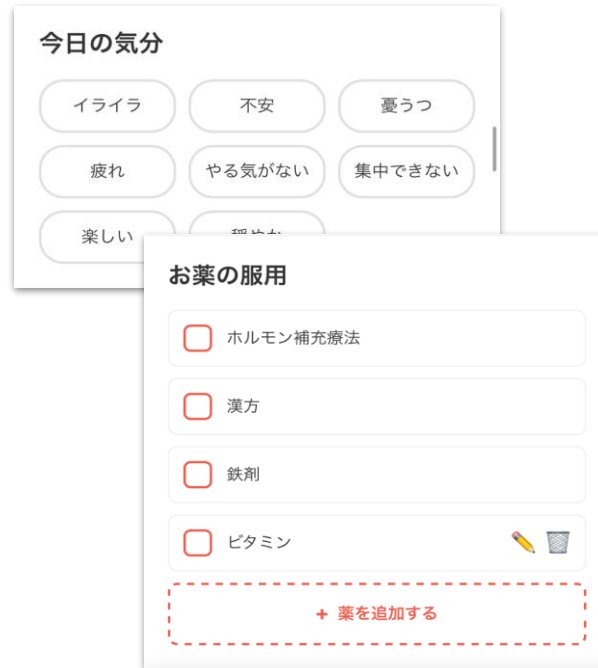 今日の気分
イライラ 不安 憂うつ
疲れ やる気がない 集中できない
楽しい
お薬の服用
ホルモン補充療法
漢方
鉄剤
ビタミン
+ 薬を追加する